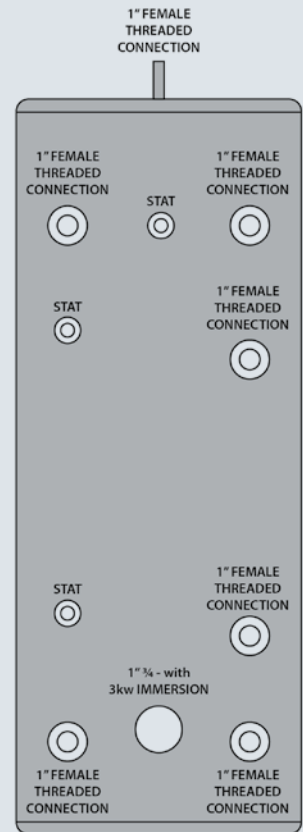 1" FEMALE
THREADED
CONNECTION
1" FEMALE
THREADED
CONNECTION
STAT
1" FEMALE
THREADED
CONNECTION
STAT
1" FEMALE
THREADED
CONNECTION
STAT
1" FEMALE
THREADED
CONNECTION
1" ¾ - with
3kw IMMERSION
1" FEMALE
THREADED
CONNECTION
1" FEMALE
THREADED
CONNECTION